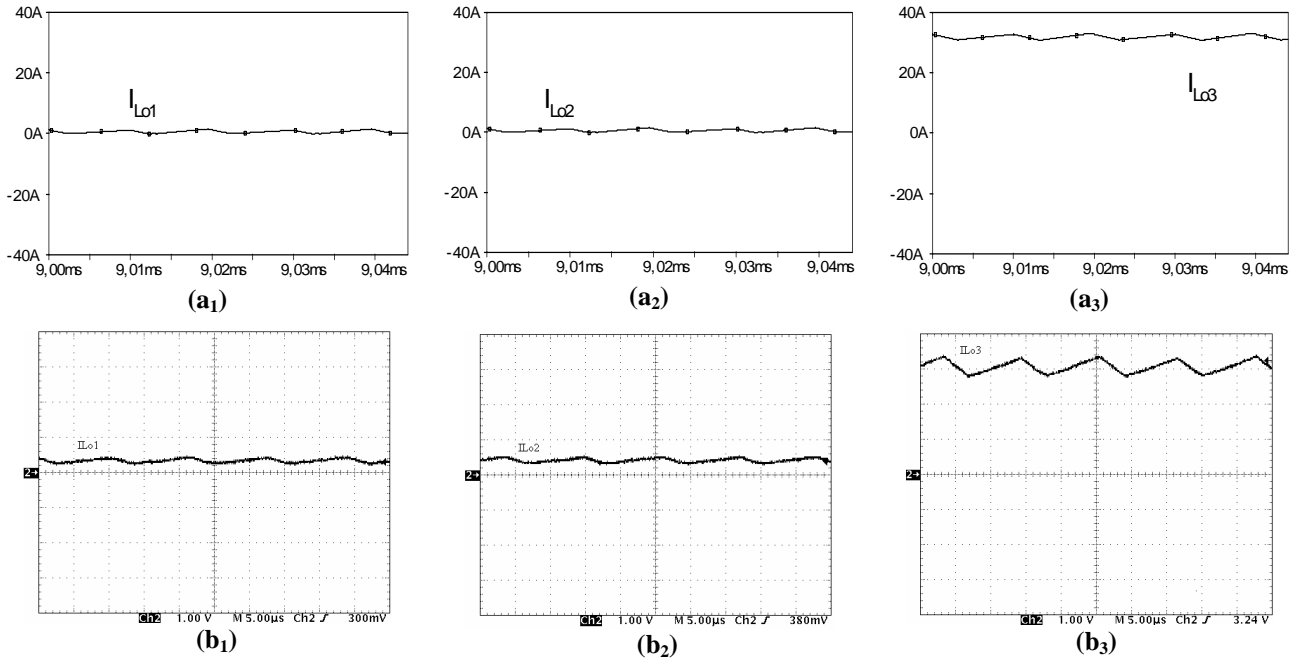 40A
20A
0A
-20A
-40A
I_Lo1
9,00ms 9,01ms 9,02ms 9,03ms 9,04ms
(a₁)
40A
20A
0A
-20A
-40A
I_Lo2
9,00ms 9,01ms 9,02ms 9,03ms 9,04ms
(a₂)
40A
20A
0A
-20A
-40A
I_Lo3
9,00ms 9,01ms 9,02ms 9,03ms 9,04ms
(a₃)
ILo1
2→
Ch2 1.00 V M 5.00µs Ch2 ƒ 300mV
(b₁)
ILo2
2→
Ch2 1.00 V M 5.00µs Ch2 ƒ 380mV
(b₂)
ILo3
2→
Ch2 1.00 V M 5.00µs Ch2 ƒ 3.24 V
(b₃)